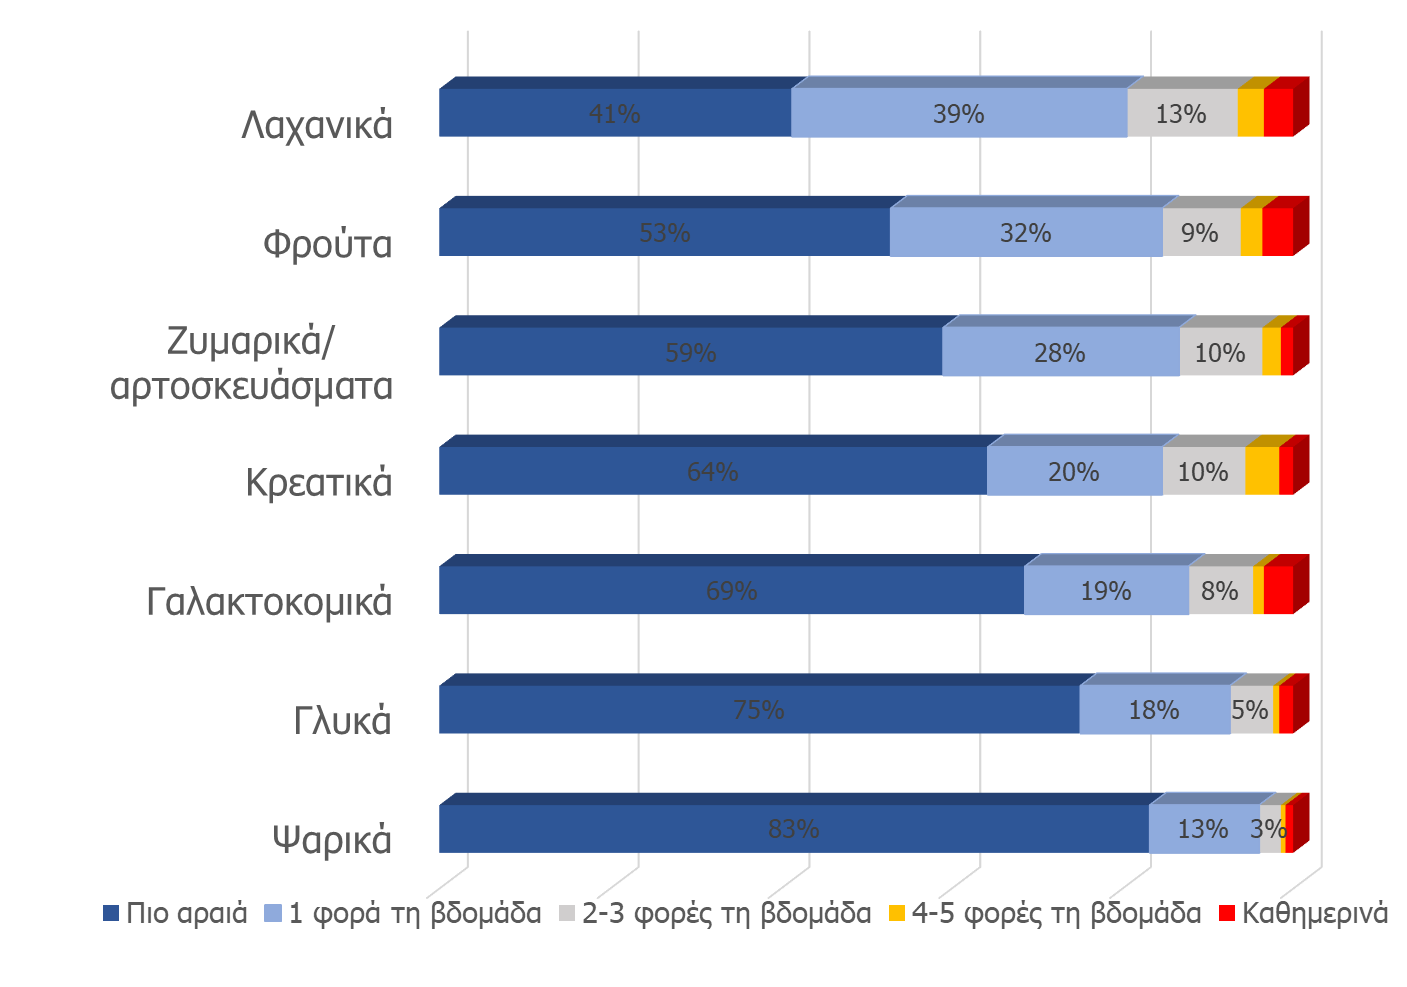 Λαχανικά
41%
39%
13%
Φρούτα
53%
32%
9%
Ζυμαρικά/
αρτοσκευάσματα
59%
28%
10%
Κρεατικά
64%
20%
10%
Γαλακτοκομικά
69%
19%
8%
Γλυκά
75%
18%
5%
Ψαρικά
83%
13%
3%
Πιο αραιά
1 φορά τη βδομάδα
2-3 φορές τη βδομάδα
4-5 φορές τη βδομάδα
Καθημερινά